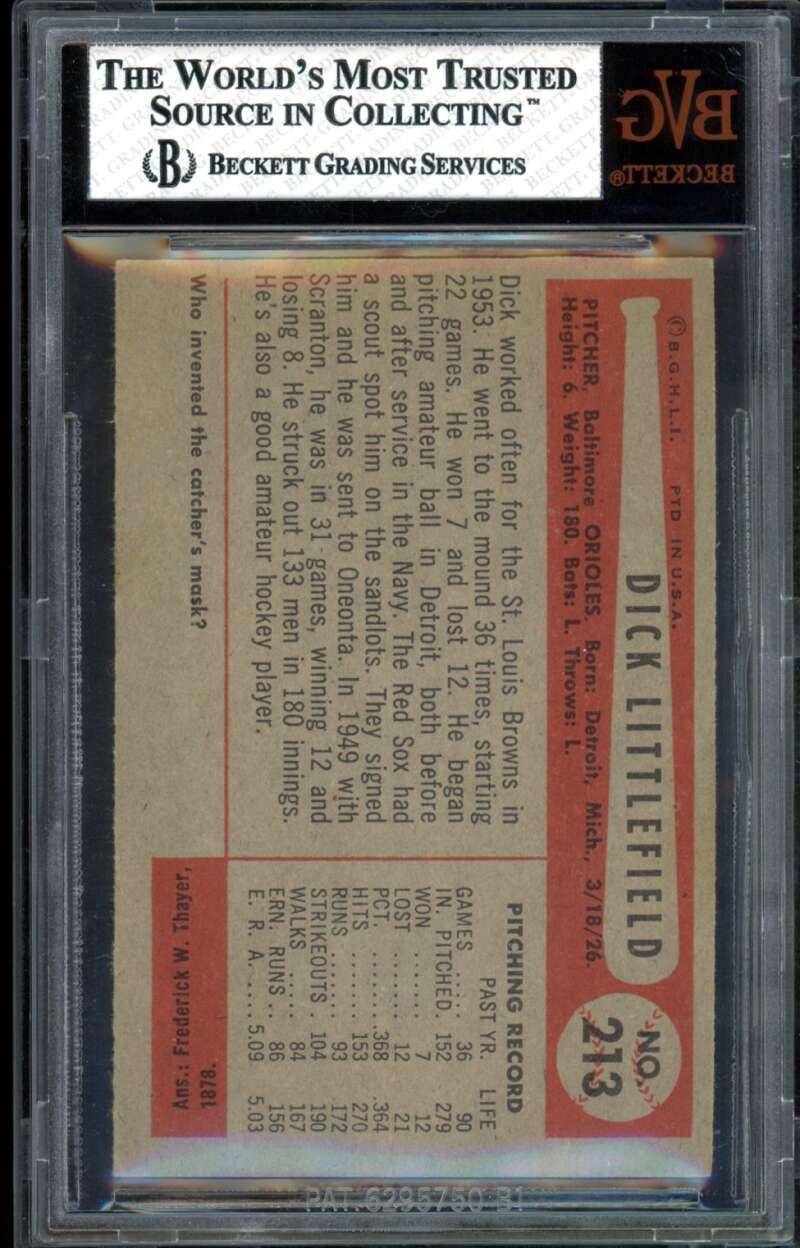 THE WORLD'S MOST TRUSTED
SOURCE IN COLLECTING™
B BECKETT GRADING SERVICES
BVG
BECKETT®
© B.G.H.L.I. PTD IN U.S.A.
DICK LITTLEFIELD
NO.
213
PITCHER, Baltimore ORIOLES. Born: Detroit, Mich., 3/18/26.
Height: 6. Weight: 180. Bats: L. Throws: L.
Dick worked often for the St. Louis Browns in
1953. He went to the mound 36 times, starting
22 games. He won 7 and lost 12. He began
pitching amateur ball in Detroit, both before
and after service in the Navy. The Red Sox had
a scout spot him on the sandlots. They signed
him and he was sent to Oneonta. In 1949 with
Scranton, he was in 31 games, winning 12 and
losing 8. He struck out 133 men in 180 innings.
He's also a good amateur hockey player.
PITCHING RECORD
PAST YR. LIFE
GAMES ..... 36 90
IN. PITCHED. 152 279
WON ....... 7 12
LOST ....... 12 21
PCT. ....... .368 .364
HITS ....... 153 270
RUNS ...... 93 172
STRIKEOUTS . 104 190
WALKS ..... 84 167
ERN. RUNS .. 86 156
E. R. A. .... 5.09 5.03
Who invented the catcher's mask?
Ans.: Frederick W. Thayer,
1878.
PAT. 6295750 B1